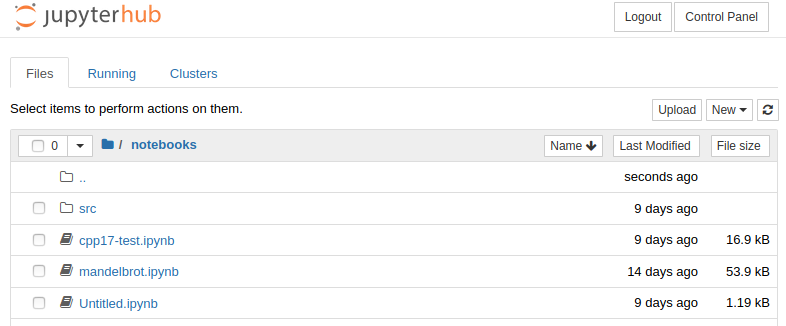 jupyterhub Logout Control Panel
Files Running Clusters
Select items to perform actions on them. Upload New
0 / notebooks Name Last Modified File size
.. seconds ago
src 9 days ago
cpp17-test.ipynb 9 days ago 16.9 kB
mandelbrot.ipynb 14 days ago 53.9 kB
Untitled.ipynb 9 days ago 1.19 kB